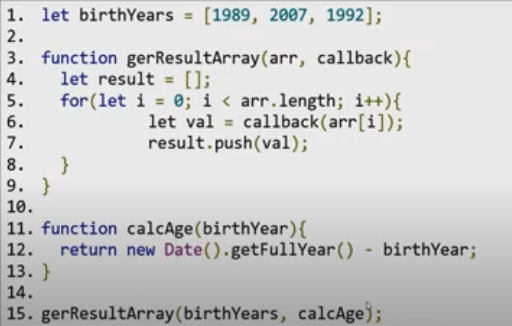 1. let birthYears = [1989, 2007, 1992];
2.
3. function gerResultArray(arr, callback){
4.   let result = [];
5.   for(let i = 0; i < arr.length; i++){
6.           let val = callback(arr[i]);
7.           result.push(val);
8.   }
9. }
10.
11. function calcAge(birthYear){
12.   return new Date().getFullYear() - birthYear;
13. }
14.
15. gerResultArray(birthYears, calcAge);